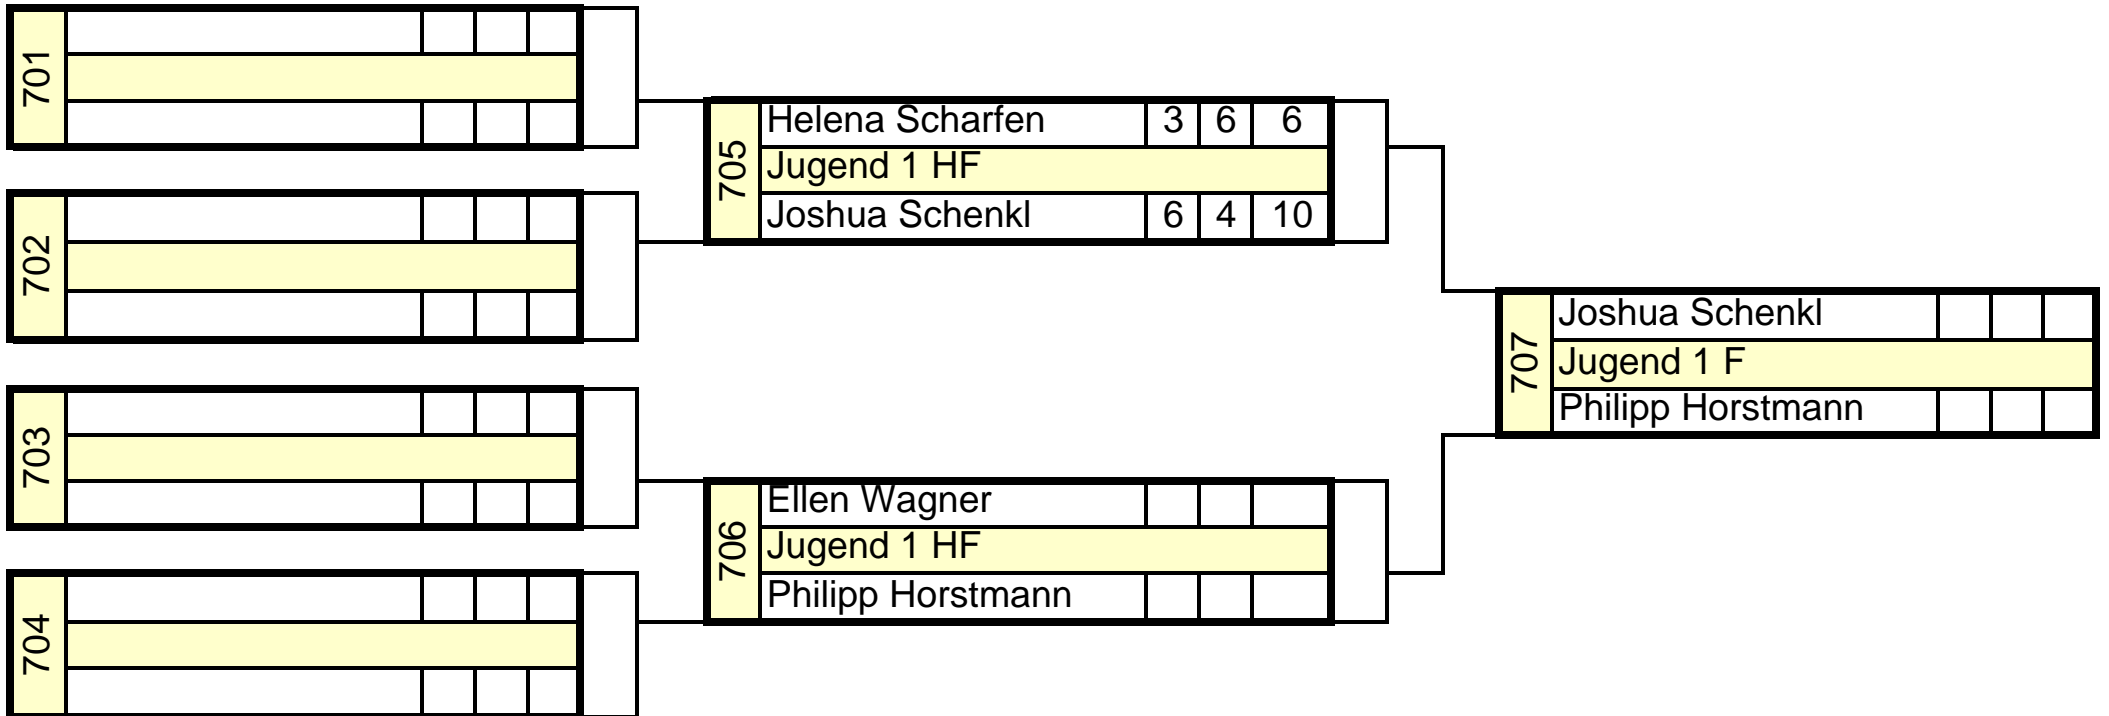 701
702
703
704
705
Helena Scharfen 3 6 6
Jugend 1 HF
Joshua Schenkl 6 4 10
706
Ellen Wagner
Jugend 1 HF
Philipp Horstmann
707
Joshua Schenkl
Jugend 1 F
Philipp Horstmann